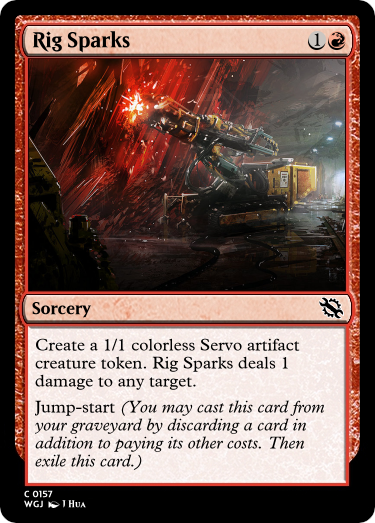 Rig Sparks 1
Sorcery
Create a 1/1 colorless Servo artifact
creature token. Rig Sparks deals 1
damage to any target.
Jump-start (You may cast this card from
your graveyard by discarding a card in
addition to paying its other costs. Then
exile this card.)
C 0157
WGJ J Hua